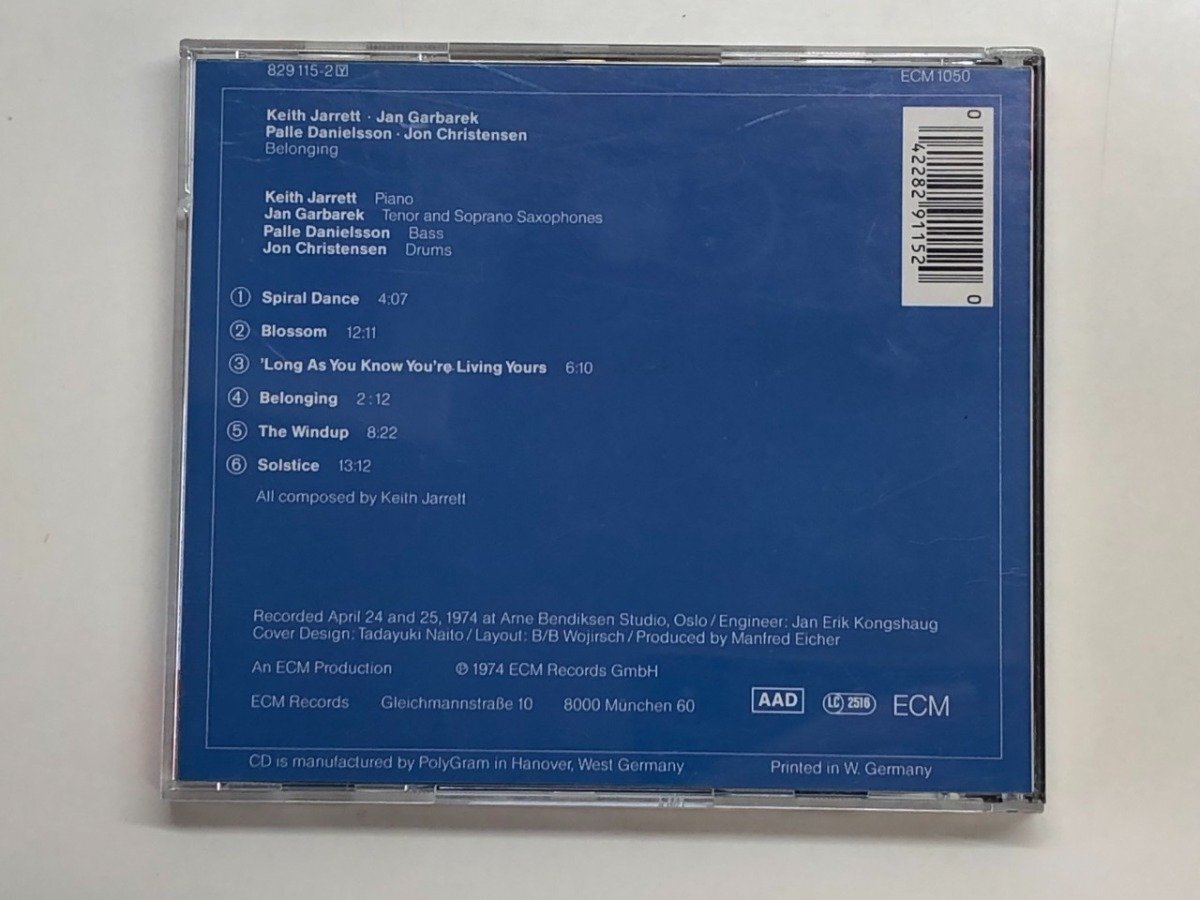 829 115-2 Y
ECM 1050
Keith Jarrett · Jan Garbarek
Palle Danielsson · Jon Christensen
Belonging
0 42282 91152 0
Keith Jarrett Piano
Jan Garbarek Tenor and Soprano Saxophones
Palle Danielsson Bass
Jon Christensen Drums
① Spiral Dance 4:07
② Blossom 12:11
③ 'Long As You Know You're Living Yours 6:10
④ Belonging 2:12
⑤ The Windup 8:22
⑥ Solstice 13:12
All composed by Keith Jarrett
Recorded April 24 and 25, 1974 at Arne Bendiksen Studio, Oslo / Engineer: Jan Erik Kongshaug
Cover Design: Tadayuki Naito / Layout: B/B Wojirsch / Produced by Manfred Eicher
An ECM Production ℗ 1974 ECM Records GmbH
ECM Records Gleichmannstraße 10 8000 München 60
AAD LC 2516 ECM
CD is manufactured by PolyGram in Hanover, West Germany
Printed in W. Germany